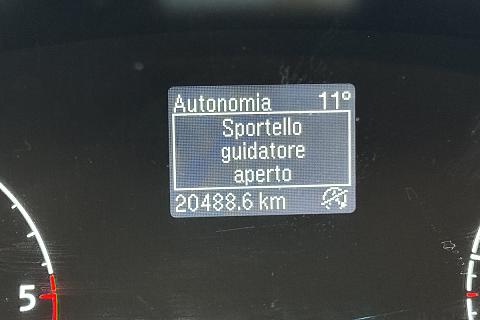 Autonomia 11°
Sportello
guidatore
aperto
20488.6 km
5